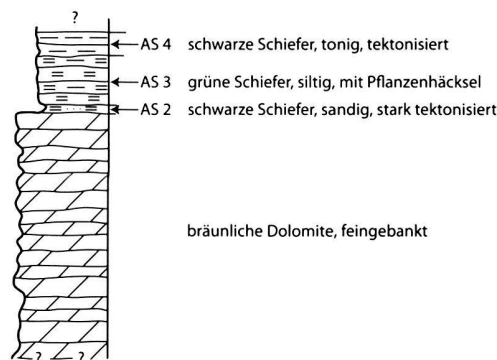 ?
AS 4 schwarze Schiefer, tonig, tektonisiert
AS 3 grüne Schiefer, siltig, mit Pflanzenhäcksel
AS 2 schwarze Schiefer, sandig, stark tektonisiert
bräunliche Dolomite, feingebankt
? ?